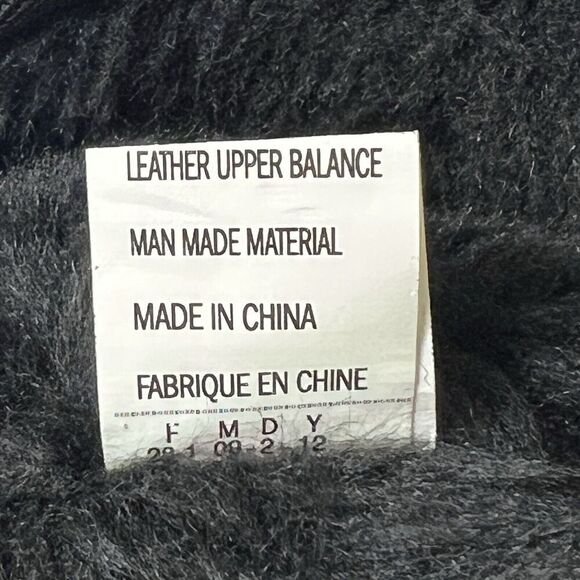 LEATHER UPPER BALANCE
MAN MADE MATERIAL
MADE IN CHINA
FABRIQUE EN CHINE
F M D Y